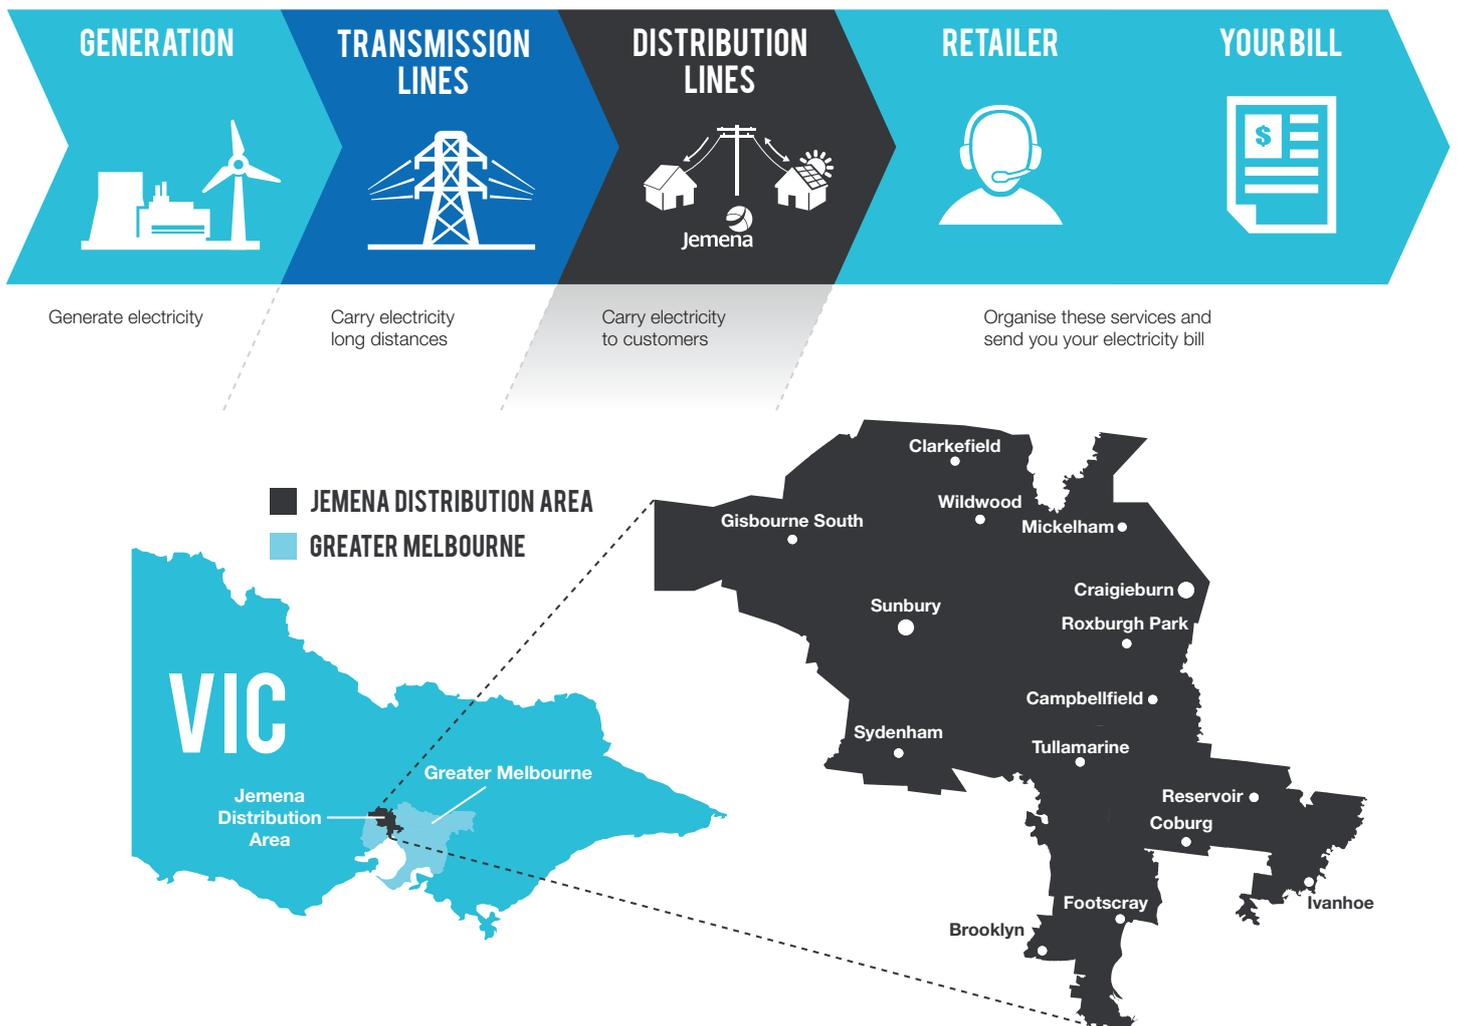 GENERATION
TRANSMISSION
LINES
DISTRIBUTION
LINES
RETAILER
YOUR BILL
$
Jemena
Generate electricity
Carry electricity
long distances
Carry electricity
to customers
Organise these services and
send you your electricity bill
JEMENA DISTRIBUTION AREA
GREATER MELBOURNE
VIC
Greater Melbourne
Jemena
Distribution
Area
Clarkefield
Wildwood
Gisbourne South
Mickelham
Craigieburn
Sunbury
Roxburgh Park
Campbellfield
Sydenham
Tullamarine
Reservoir
Coburg
Footscray
Ivanhoe
Brooklyn